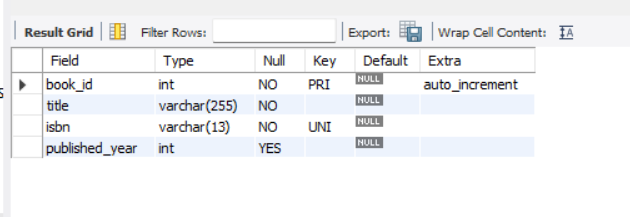 Result Grid Filter Rows: Export: Wrap Cell Content: IA
Field Type Null Key Default Extra
book_id int NO PRI NULL auto_increment
title varchar(255) NO NULL
isbn varchar(13) NO UNI NULL
published_year int YES NULL